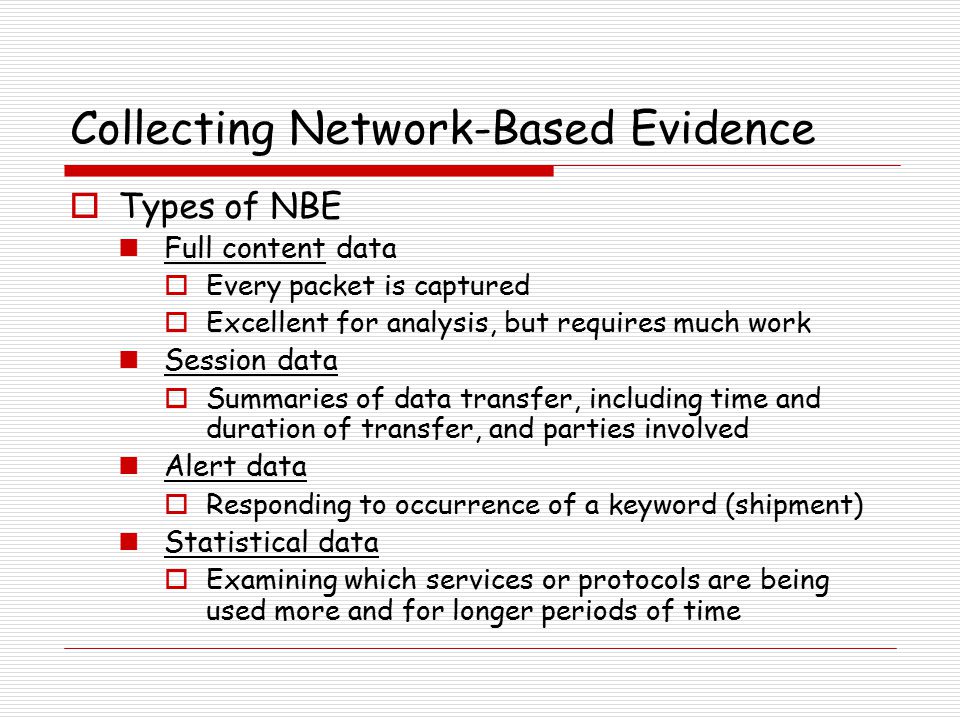 Collecting Network-Based Evidence
Types of NBE
Full content data
Every packet is captured
Excellent for analysis, but requires much work
Session data
Summaries of data transfer, including time and
duration of transfer, and parties involved
Alert data
Responding to occurrence of a keyword (shipment)
Statistical data
Examining which services or protocols are being
used more and for longer periods of time